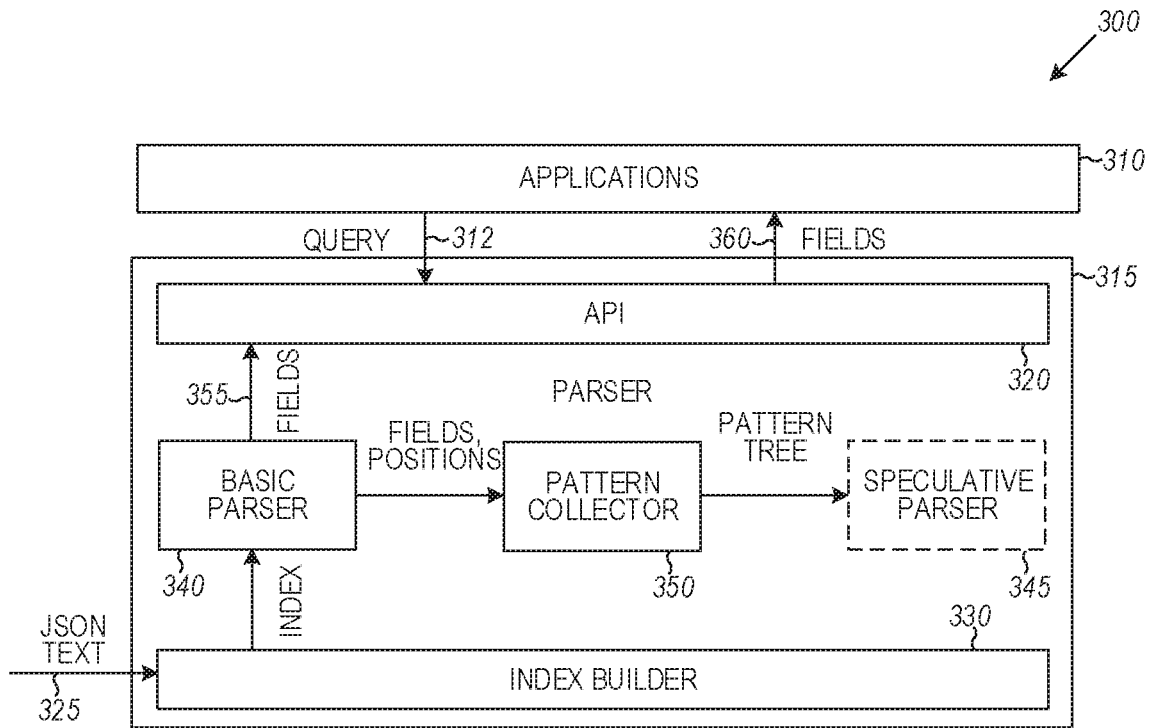 300
APPLICATIONS
310
QUERY
312
360
FIELDS
315
API
320
355
FIELDS
PARSER
FIELDS,
POSITIONS
PATTERN
TREE
BASIC
PARSER
PATTERN
COLLECTOR
SPECULATIVE
PARSER
340
INDEX
350
345
JSON
TEXT
325
330
INDEX BUILDER